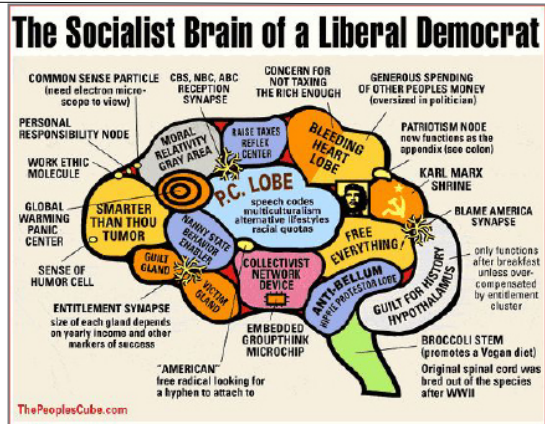 The Socialist Brain of a Liberal Democrat
COMMON SENSE PARTICLE
(need electron micro-
scope to view)
CBS, NBC, ABC
RECEPTION
SYNAPSE
CONCERN FOR
NOT TAXING
THE RICH ENOUGH
GENEROUS SPENDING
OF OTHER PEOPLES MONEY
(oversized in politician)
PERSONAL
RESPONSIBILITY NODE
WORK ETHIC
MOLECULE
GLOBAL
WARMING
PANIC
CENTER
SENSE OF
HUMOR CELL
MORAL
RELATIVITY
GRAY AREA
RAISE TAXES
REFLEX
CENTER
BLEEDING
HEART
LOBE
PATRIOTISM NODE
now functions as the
appendix (see colon)
KARL MARX
SHRINE
BLAME AMERICA
SYNAPSE
P.C. LOBE
speech codes
multiculturalism
alternative lifestyles
racial quotas
SMARTER
THAN THOU
TUMOR
NANNY STATE
BEHAVIOR
ENABLER
FREE
EVERYTHING
GUILT
GLAND
VICTIM
GLAND
COLLECTIVIST
NETWORK
DEVICE
ANTI-BELLUM
HIPPIE PROTESTOR LOBE
GUILT FOR HISTORY
HYPOTHALAMUS
only functions
after breakfast
unless over-
compensated
by entitlement
cluster
ENTITLEMENT SYNAPSE
size of each gland depends
on yearly income and other
markers of success
EMBEDDED
GROUPTHINK
MICROCHIP
"AMERICAN"
free radical looking for
a hyphen to attach to
BROCCOLI STEM
(promotes a Vegan diet)
Original spinal cord was
bred out of the species
after WWII
ThePeoplesCube.com